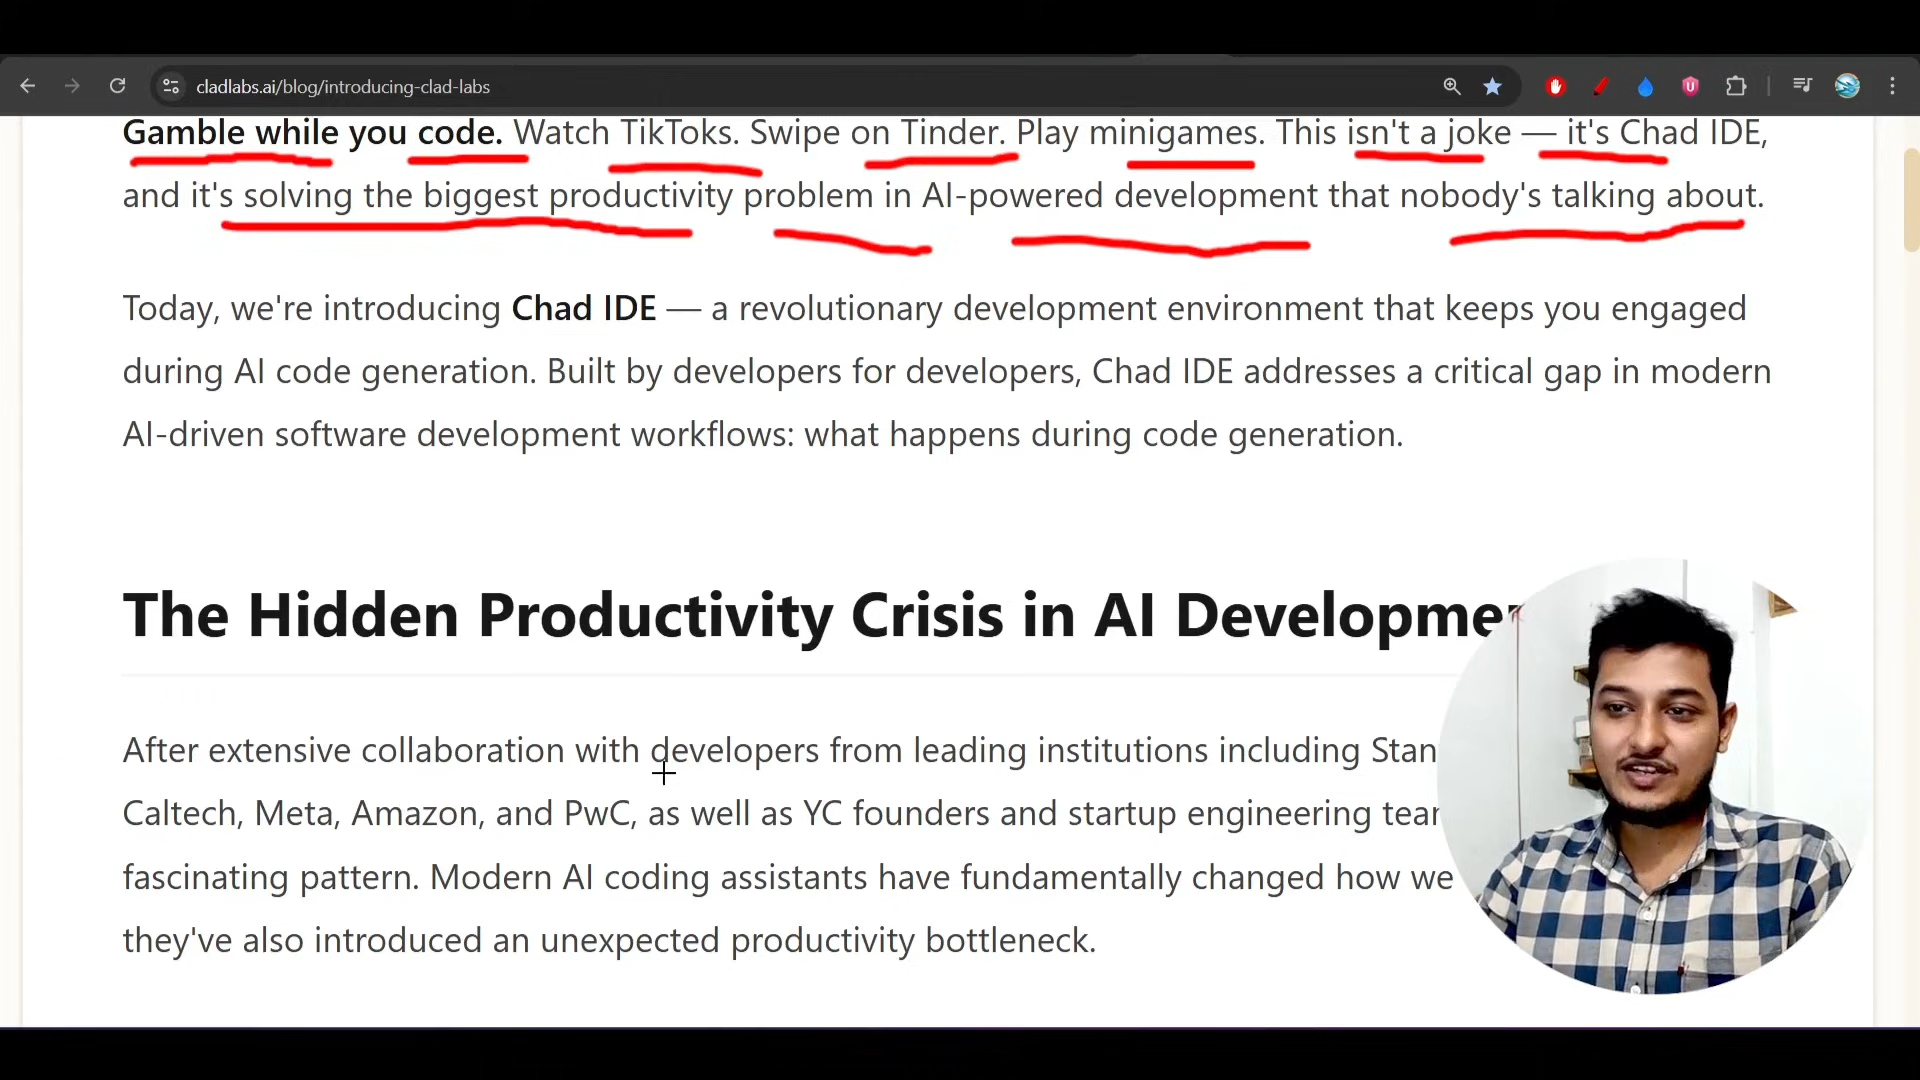 cladlabs.ai/blog/introducing-clad-labs
Gamble while you code. Watch TikToks. Swipe on Tinder. Play minigames. This isn't a joke — it's Chad IDE,
and it's solving the biggest productivity problem in AI-powered development that nobody's talking about.
Today, we're introducing Chad IDE — a revolutionary development environment that keeps you engaged
during AI code generation. Built by developers for developers, Chad IDE addresses a critical gap in modern
AI-driven software development workflows: what happens during code generation.
The Hidden Productivity Crisis in AI Developme
After extensive collaboration with developers from leading institutions including Stan
Caltech, Meta, Amazon, and PwC, as well as YC founders and startup engineering tea
fascinating pattern. Modern AI coding assistants have fundamentally changed how we
they've also introduced an unexpected productivity bottleneck.